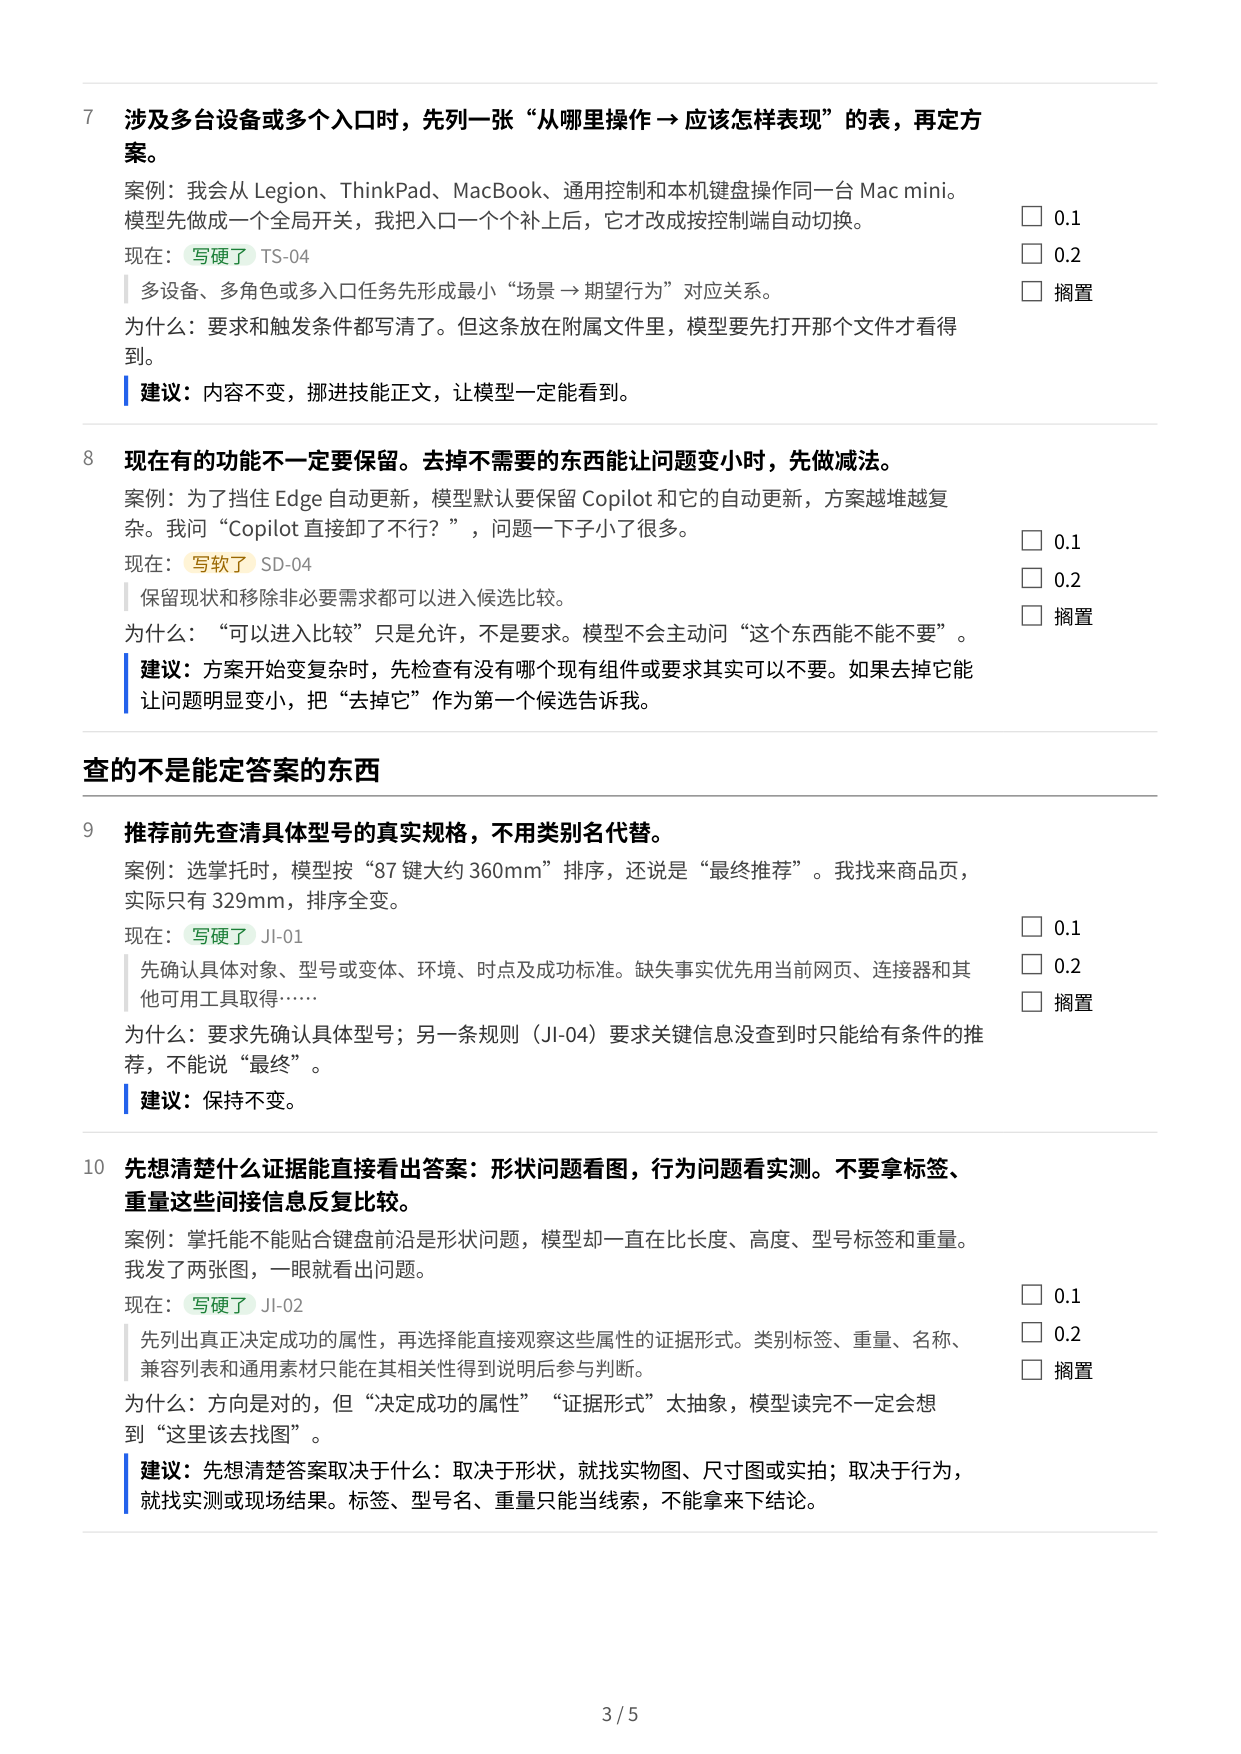 7
涉及多台设备或多个入口时，先列一张“从哪里操作 → 应该怎样表现”的表，再定方
案。
案例：我会从 Legion、ThinkPad、MacBook、通用控制和本机键盘操作同一台 Mac mini。
模型先做成一个全局开关，我把入口一个个补上后，它才改成按控制端自动切换。
现在：写硬了 TS-04
多设备、多角色或多入口任务先形成最小“场景 → 期望行为”对应关系。
为什么：要求和触发条件都写清了。但这条放在附属文件里，模型要先打开那个文件才看得
到。
建议：内容不变，挪进技能正文，让模型一定能看到。
0.1
0.2
搁置
8
现在有的功能不一定要保留。去掉不需要的东西能让问题变小时，先做减法。
案例：为了挡住 Edge 自动更新，模型默认要保留 Copilot 和它的自动更新，方案越堆越复
杂。我问“Copilot 直接卸了不行？”，问题一下子小了很多。
现在：写软了 SD-04
保留现状和移除非必要需求都可以进入候选比较。
为什么：“可以进入比较”只是允许，不是要求。模型不会主动问“这个东西能不能不要”。
建议：方案开始变复杂时，先检查有没有哪个现有组件或要求其实可以不要。如果去掉它能
让问题明显变小，把“去掉它”作为第一个候选告诉我。
0.1
0.2
搁置
查的不是能定答案的东西
9
推荐前先查清具体型号的真实规格，不用类别名代替。
案例：选掌托时，模型按“87 键大约 360mm”排序，还说是“最终推荐”。我找来商品页，
实际只有 329mm，排序全变。
现在：写硬了 JI-01
先确认具体对象、型号或变体、环境、时点及成功标准。缺失事实优先用当前网页、连接器和其
他可用工具取得……
为什么：要求先确认具体型号；另一条规则（JI-04）要求关键信息没查到时只能给有条件的推
荐，不能说“最终”。
建议：保持不变。
0.1
0.2
搁置
10
先想清楚什么证据能直接看出答案：形状问题看图，行为问题看实测。不要拿标签、
重量这些间接信息反复比较。
案例：掌托能不能贴合键盘前沿是形状问题，模型却一直在比长度、高度、型号标签和重量。
我发了两张图，一眼就看出问题。
现在：写硬了 JI-02
先列出真正决定成功的属性，再选择能直接观察这些属性的证据形式。类别标签、重量、名称、
兼容列表和通用素材只能在其相关性得到说明后参与判断。
为什么：方向是对的，但“决定成功的属性”“证据形式”太抽象，模型读完不一定会想
到“这里该去找图”。
建议：先想清楚答案取决于什么：取决于形状，就找实物图、尺寸图或实拍；取决于行为，
就找实测或现场结果。标签、型号名、重量只能当线索，不能拿来下结论。
0.1
0.2
搁置
3 / 5